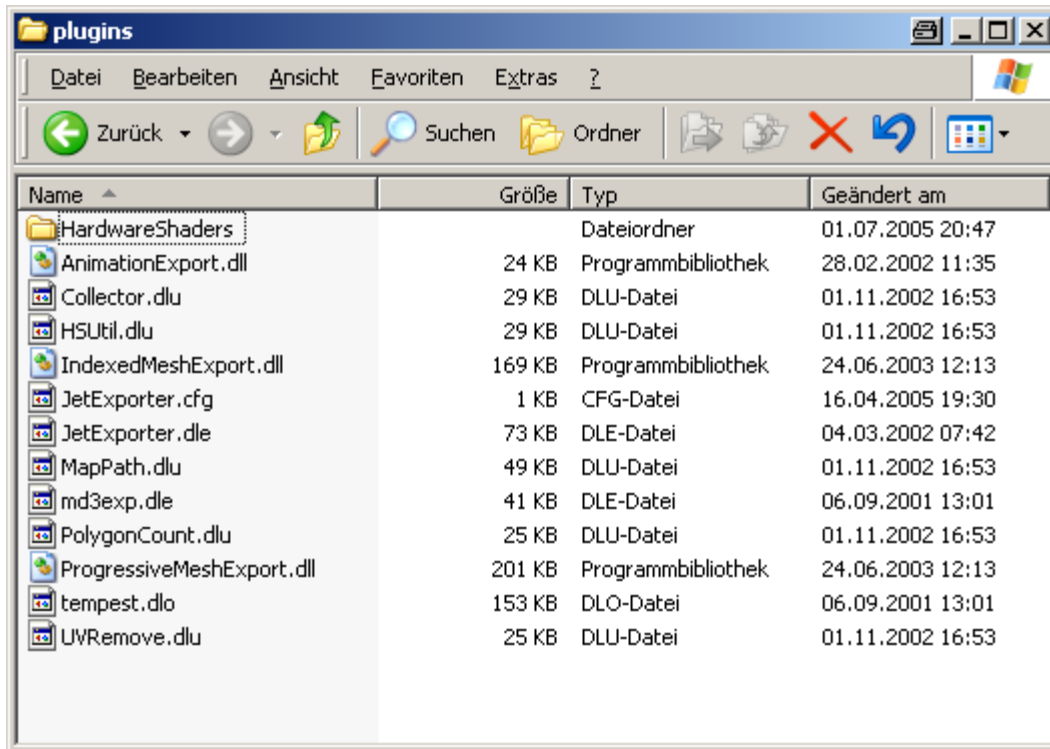 plugins
Datei Bearbeiten Ansicht Favoriten Extras ?
Zurück Suchen Ordner
Name Größe Typ Geändert am
HardwareShaders Dateiordner 01.07.2005 20:47
AnimationExport.dll 24 KB Programmbibliothek 28.02.2002 11:35
Collector.dlu 29 KB DLU-Datei 01.11.2002 16:53
HSUtil.dlu 29 KB DLU-Datei 01.11.2002 16:53
IndexedMeshExport.dll 169 KB Programmbibliothek 24.06.2003 12:13
JetExporter.cfg 1 KB CFG-Datei 16.04.2005 19:30
JetExporter.dle 73 KB DLE-Datei 04.03.2002 07:42
MapPath.dlu 49 KB DLU-Datei 01.11.2002 16:53
md3exp.dle 41 KB DLE-Datei 06.09.2001 13:01
PolygonCount.dlu 25 KB DLU-Datei 01.11.2002 16:53
ProgressiveMeshExport.dll 201 KB Programmbibliothek 24.06.2003 12:13
tempest.dlo 153 KB DLO-Datei 06.09.2001 13:01
UVRemove.dlu 25 KB DLU-Datei 01.11.2002 16:53